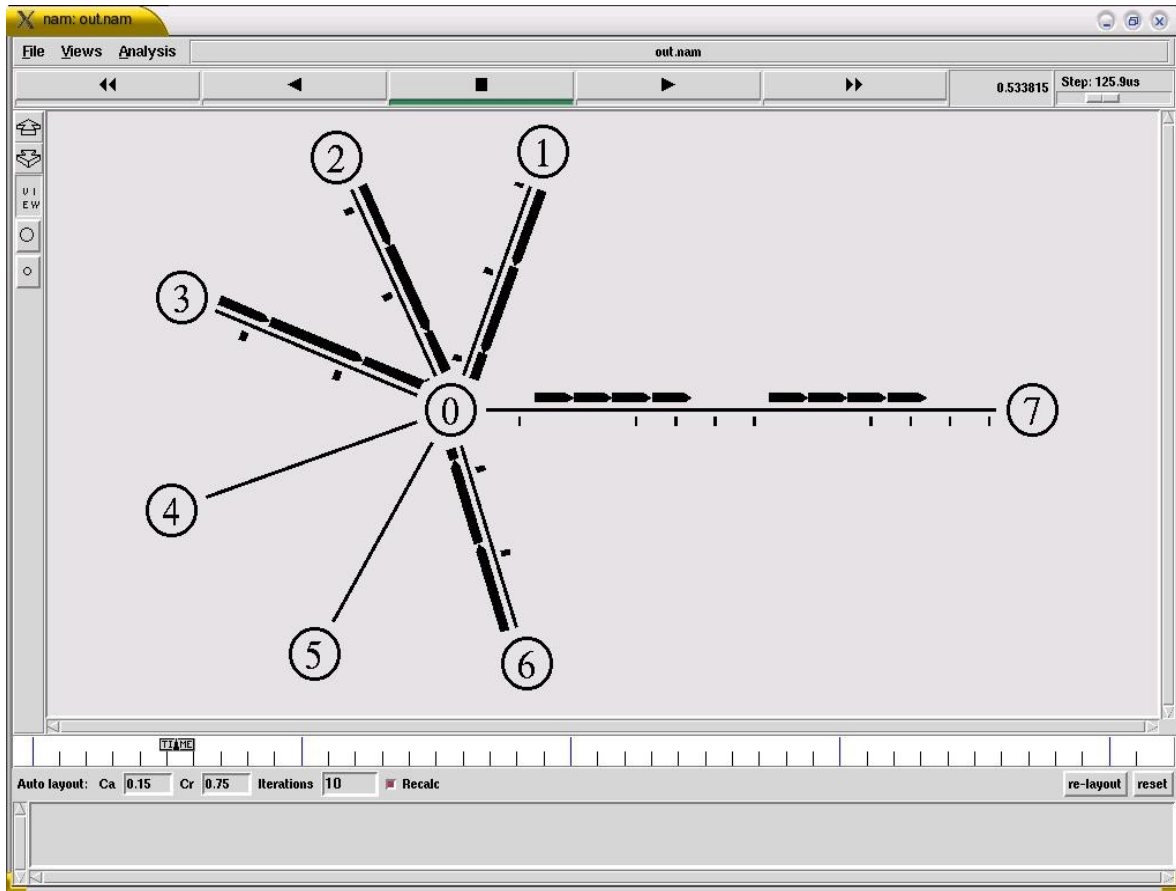 nam: out.nam
File Views Analysis out.nam
0.533815 Step: 125.9us
VIEW
2 1
3
0 7
4
5 6
TIME
Auto layout: Ca 0.15 Cr 0.75 Iterations 10 Recalc re-layout reset